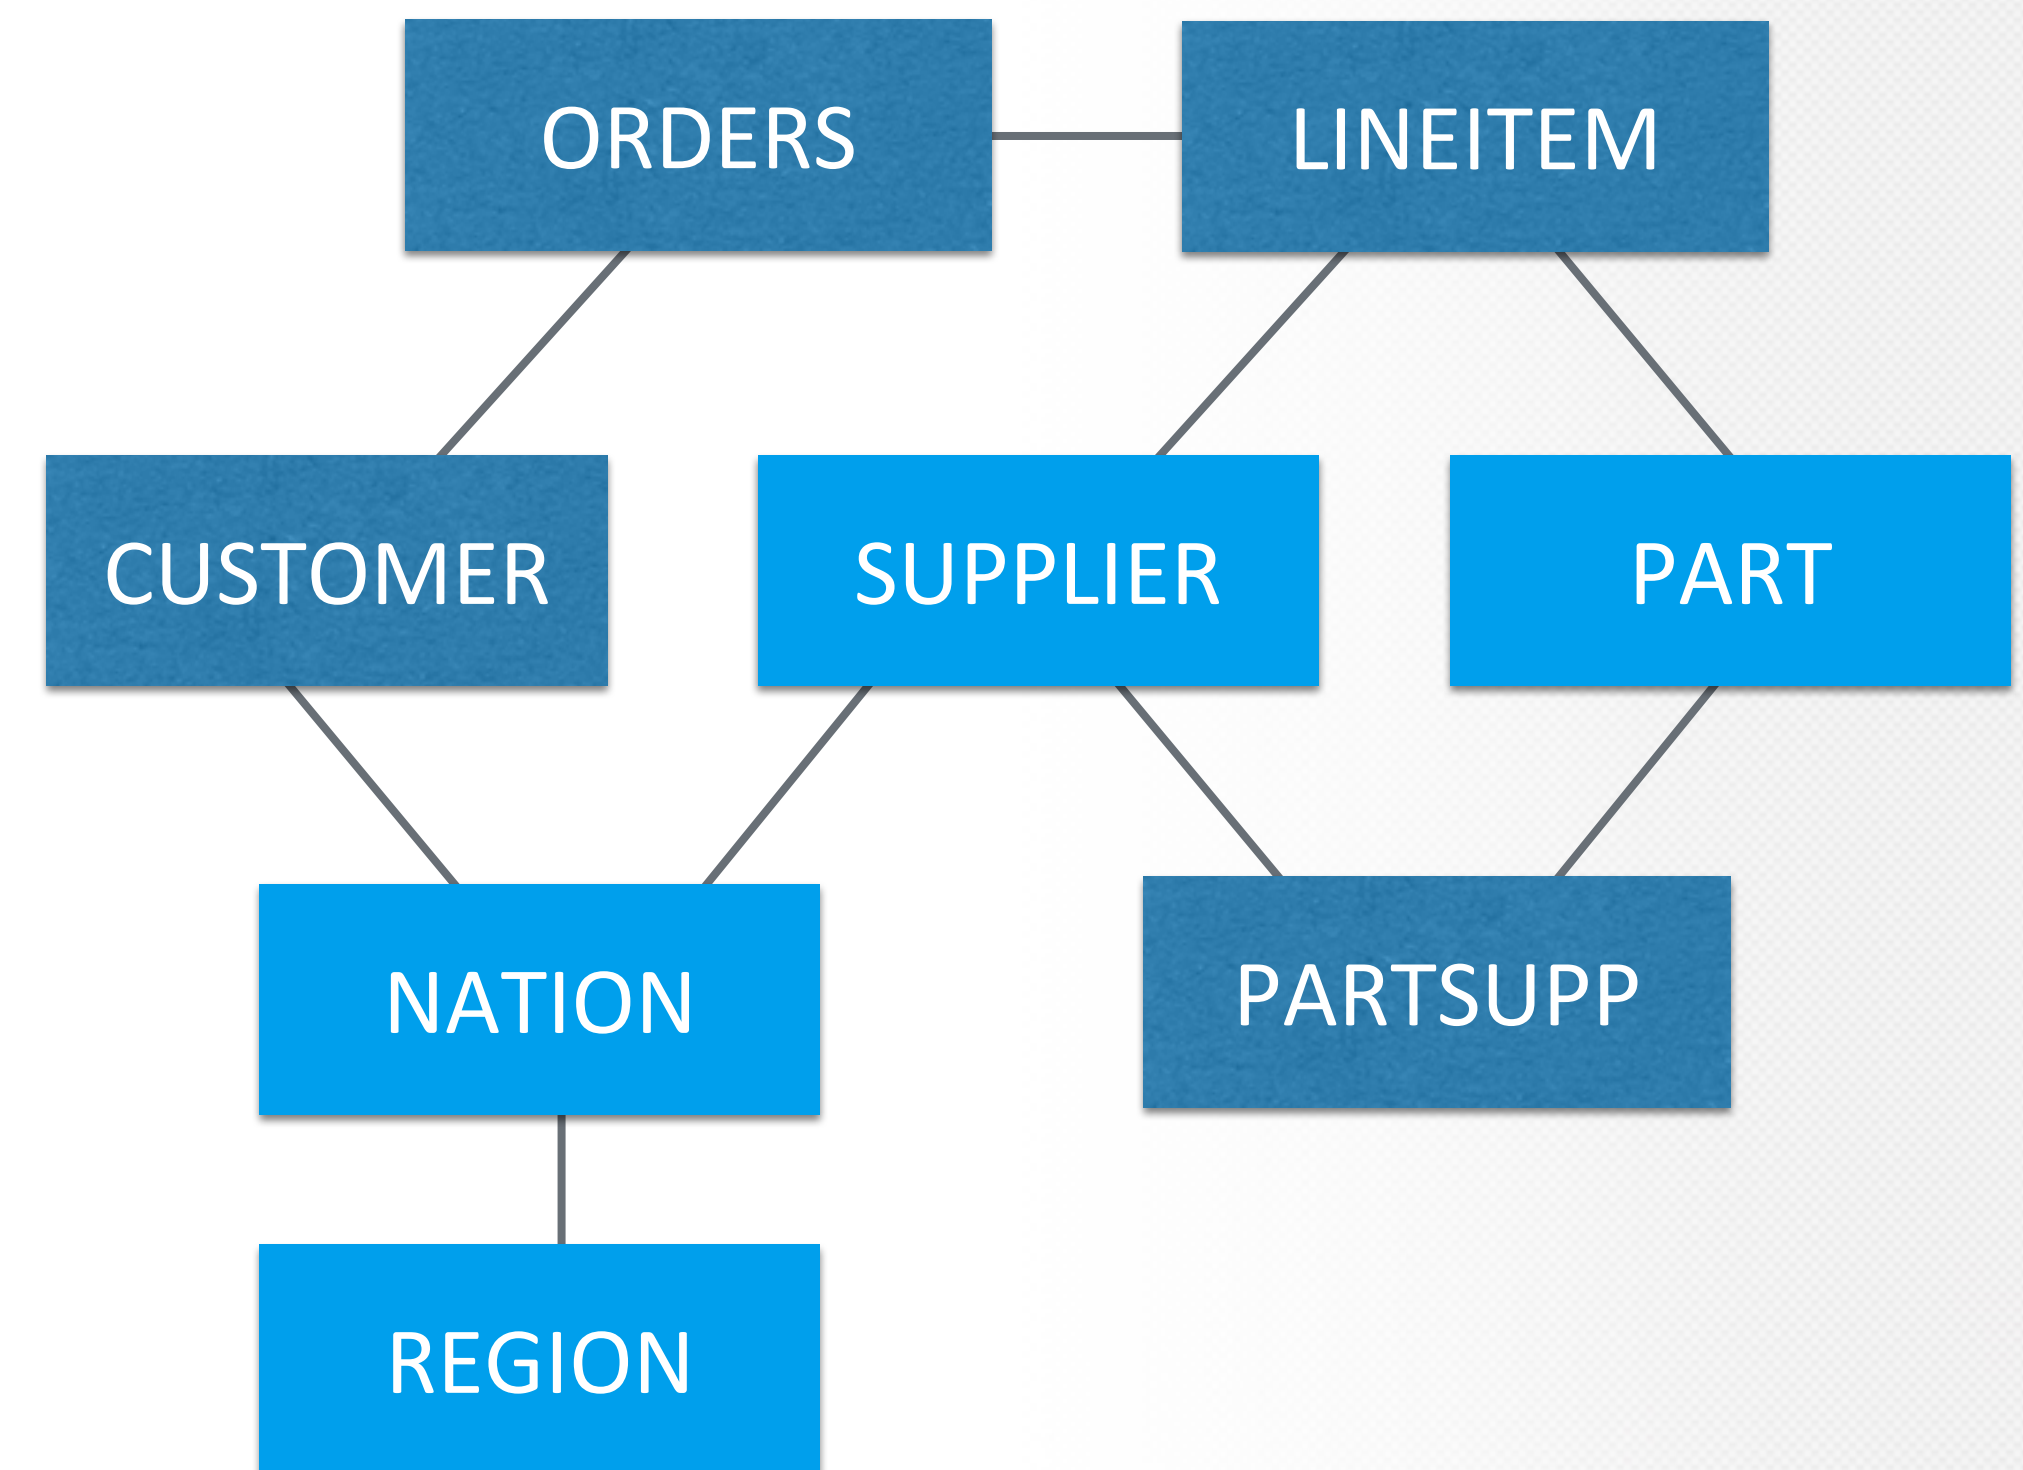 ORDERS
LINEITEM
CUSTOMER
SUPPLIER
PART
NATION
PARTSUPP
REGION